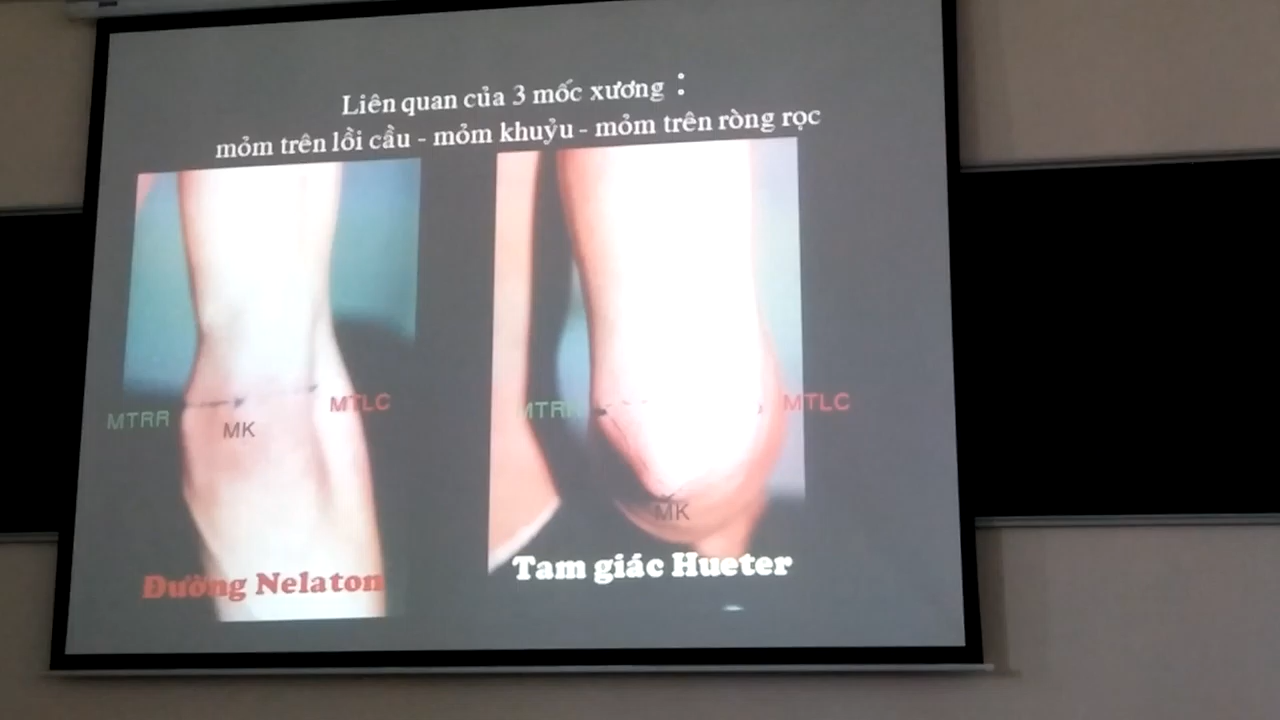 Liên quan của 3 mốc xương :
mỏm trên lồi cầu - mỏm khuỷu - mỏm trên ròng rọc
MTRR
MK
MTLC
MTRR
MK
MTLC
Đường Nelaton
Tam giác Hueter